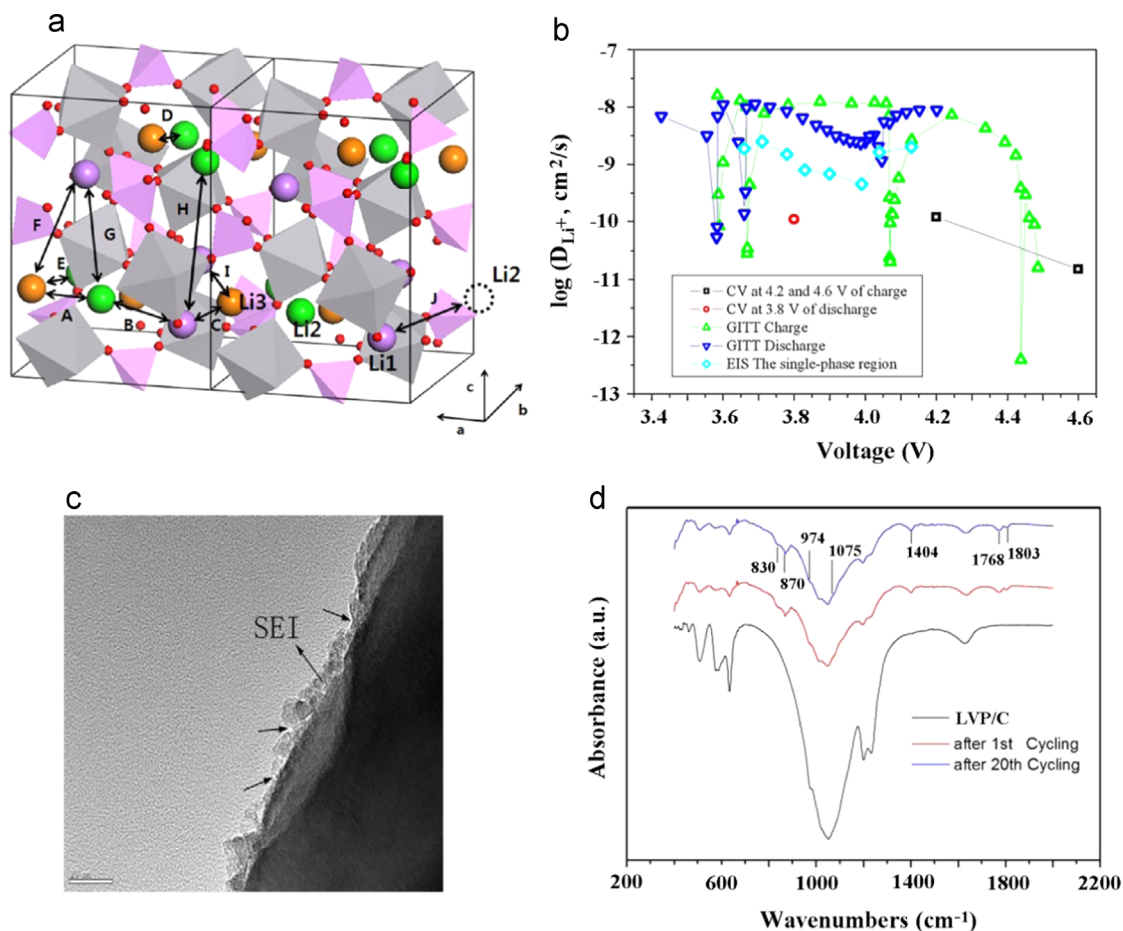 a
D
F
G
H
E
A
B
C
I
Li3
Li2
Li1
J
Li2
c
b
a
b
log (D_Li⁺, cm²/s)
-7
-8
-9
-10
-11
-12
-13
CV at 4.2 and 4.6 V of charge
CV at 3.8 V of discharge
GITT Charge
GITT Discharge
EIS The single-phase region
3.4 3.6 3.8 4.0 4.2 4.4 4.6
Voltage (V)
c
SEI
d
Absorbance (a.u.)
830
870
974
1075
1404
1768
1803
LVP/C
after 1st Cycling
after 20th Cycling
200 600 1000 1400 1800 2200
Wavenumbers (cm⁻¹)